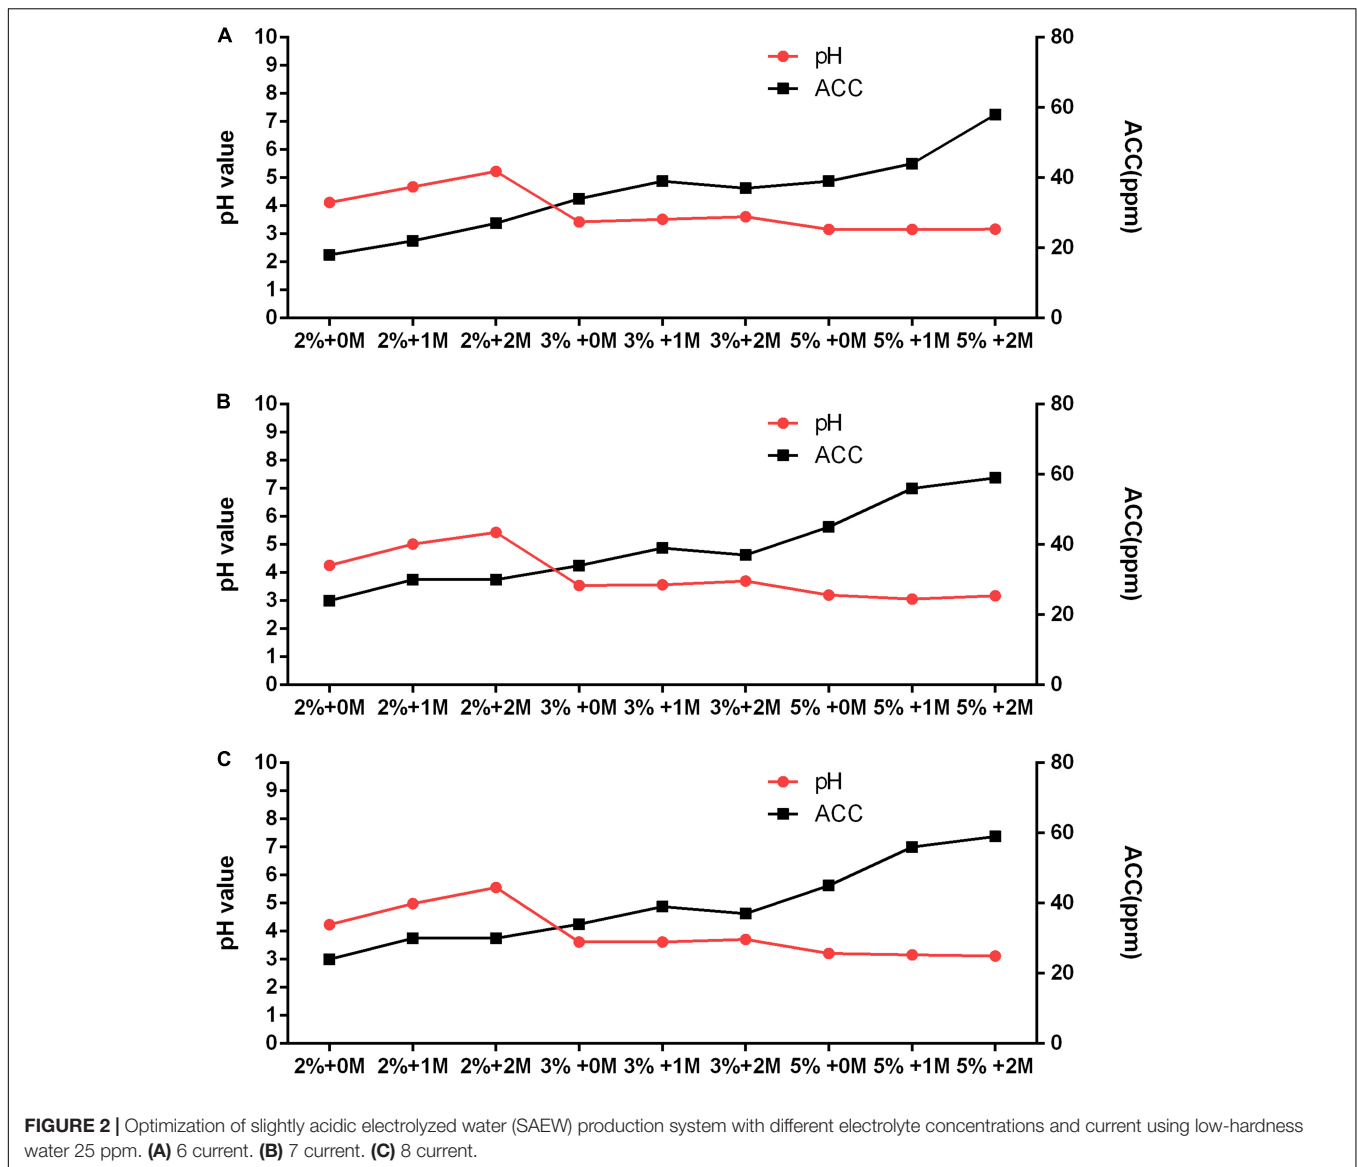 A
10
9
8
7
6
5
4
3
2
1
0
pH value
pH
ACC
80
60
40
20
0
ACC(ppm)
2%+0M 2%+1M 2%+2M 3% +0M 3% +1M 3%+2M 5% +0M 5% +1M 5% +2M
B
10
9
8
7
6
5
4
3
2
1
0
pH value
pH
ACC
80
60
40
20
0
ACC(ppm)
2%+0M 2%+1M 2%+2M 3% +0M 3% +1M 3%+2M 5% +0M 5% +1M 5% +2M
C
10
9
8
7
6
5
4
3
2
1
0
pH value
pH
ACC
80
60
40
20
0
ACC(ppm)
2%+0M 2%+1M 2%+2M 3% +0M 3% +1M 3%+2M 5% +0M 5% +1M 5% +2M
FIGURE 2 | Optimization of slightly acidic electrolyzed water (SAEW) production system with different electrolyte concentrations and current using low-hardness
water 25 ppm. (A) 6 current. (B) 7 current. (C) 8 current.